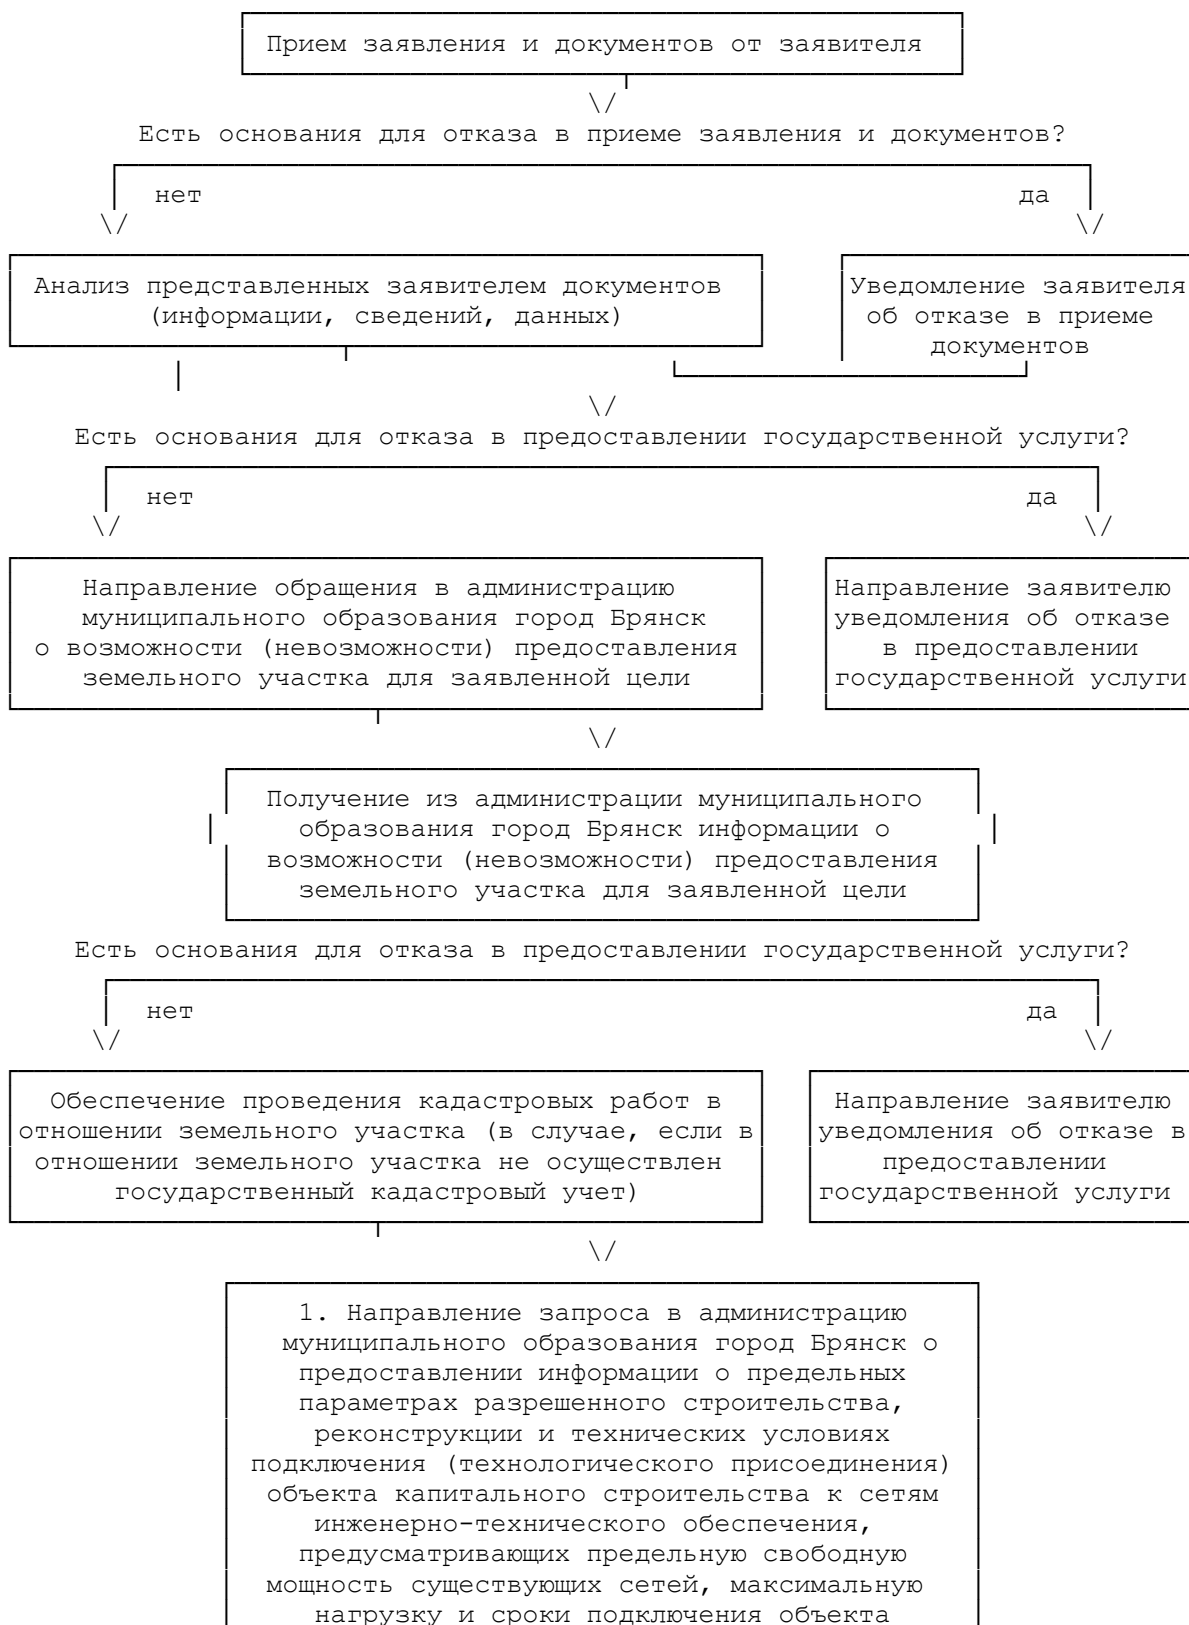 Прием заявления и документов от заявителя
\/
Есть основания для отказа в приеме заявления и документов?
нет да
\/ \/
Анализ представленных заявителем документов
(информации, сведений, данных)
Уведомление заявителя
об отказе в приеме
документов
\/
Есть основания для отказа в предоставлении государственной услуги?
нет да
\/ \/
Направление обращения в администрацию
муниципального образования город Брянск
о возможности (невозможности) предоставления
земельного участка для заявленной цели
Направление заявителю
уведомления об отказе
в предоставлении
государственной услуги
\/
Получение из администрации муниципального
образования город Брянск информации о
возможности (невозможности) предоставления
земельного участка для заявленной цели
Есть основания для отказа в предоставлении государственной услуги?
нет да
\/ \/
Обеспечение проведения кадастровых работ в
отношении земельного участка (в случае, если в
отношении земельного участка не осуществлен
государственный кадастровый учет)
Направление заявителю
уведомления об отказе в
предоставлении
государственной услуги
\/
1. Направление запроса в администрацию
муниципального образования город Брянск о
предоставлении информации о предельных
параметрах разрешенного строительства,
реконструкции и технических условиях
подключения (технологического присоединения)
объекта капитального строительства к сетям
инженерно-технического обеспечения,
предусматривающих предельную свободную
мощность существующих сетей, максимальную
нагрузку и сроки подключения объекта